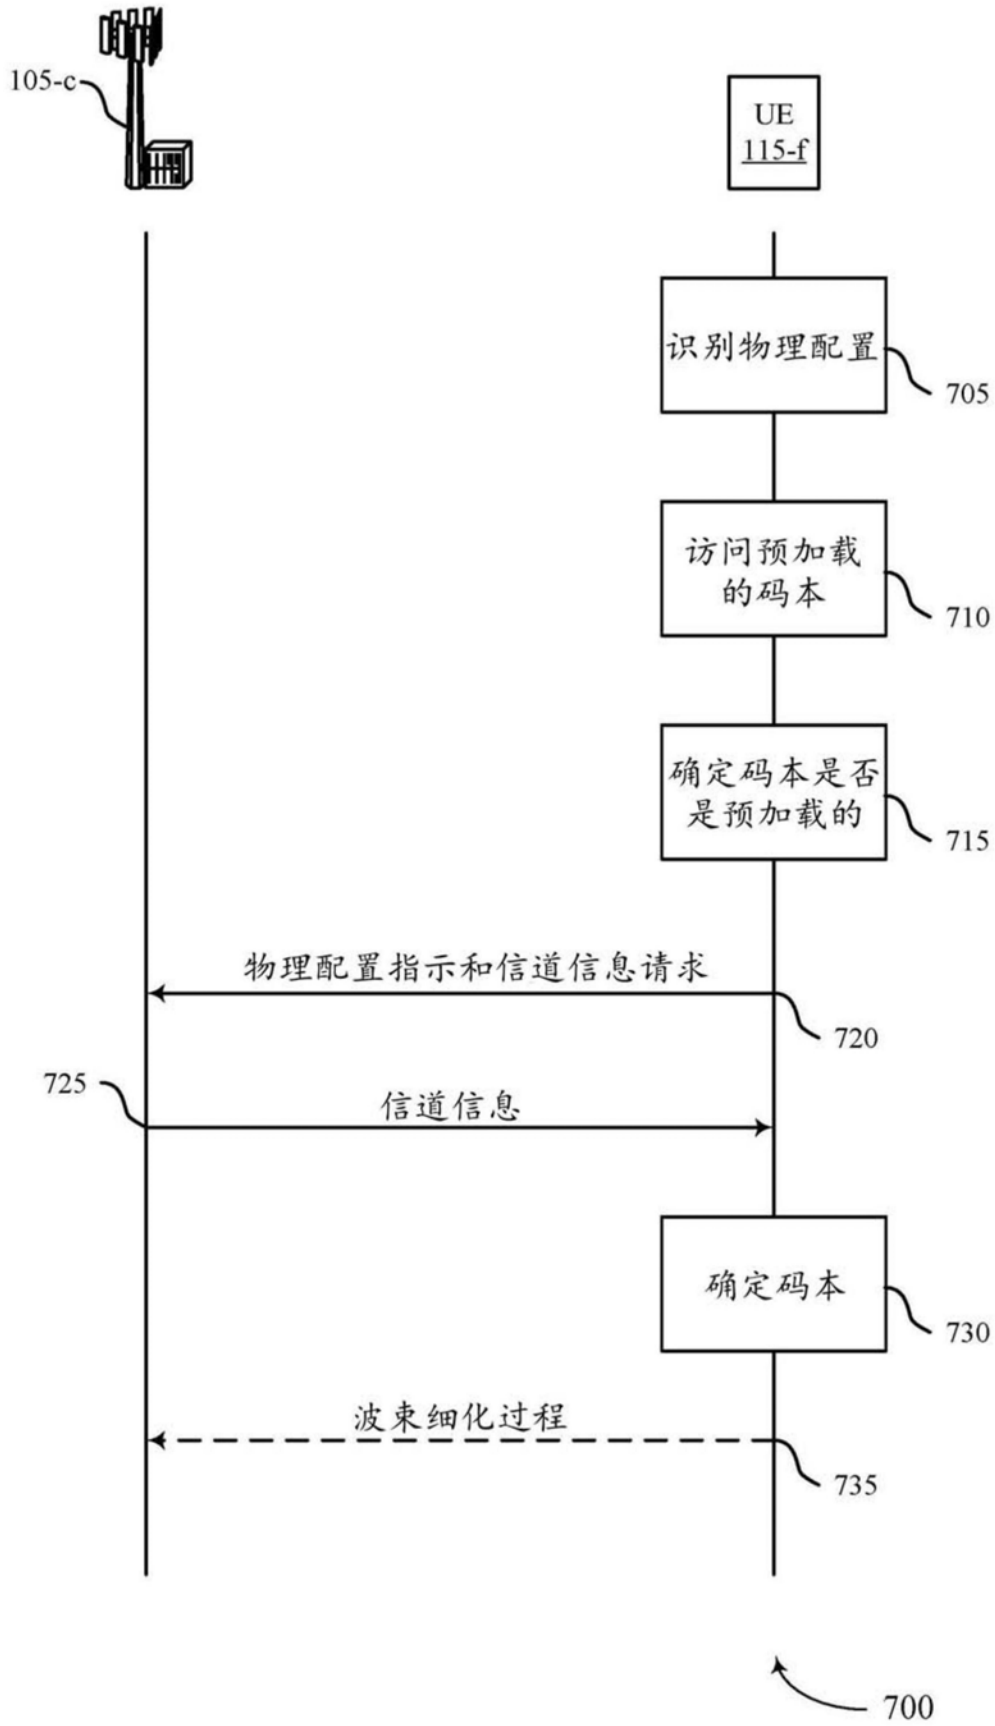 105-c
UE
115-f
识别物理配置
705
访问预加载
的码本
710
确定码本是否
是预加载的
715
物理配置指示和信道信息请求
720
725
信道信息
确定码本
730
波束细化过程
735
700